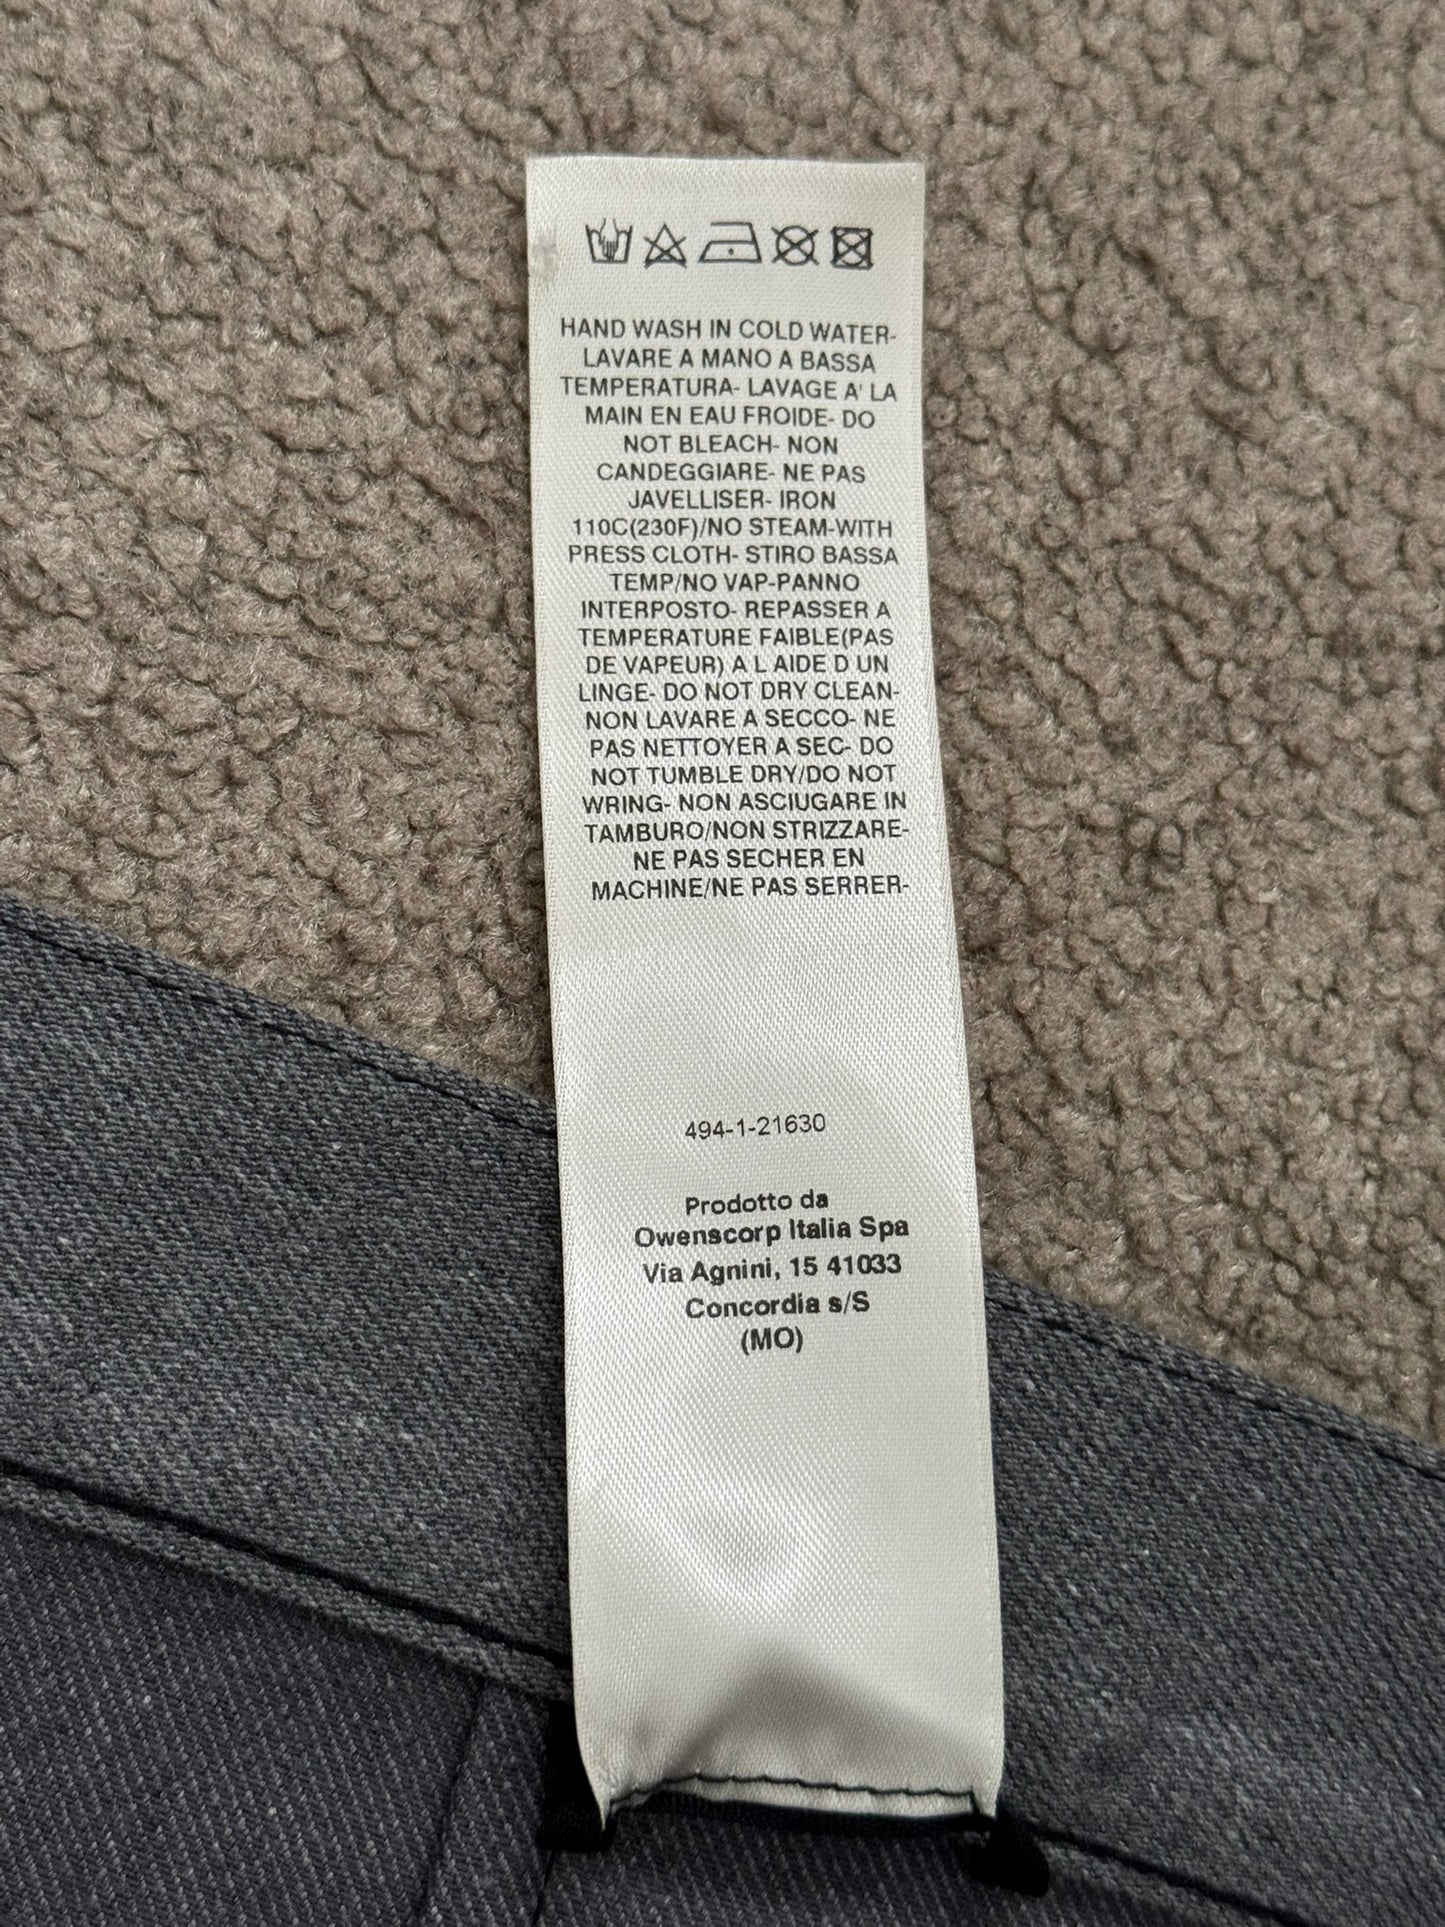 HAND WASH IN COLD WATER-
LAVARE A MANO A BASSA
TEMPERATURA- LAVAGE A' LA
MAIN EN EAU FROIDE- DO
NOT BLEACH- NON
CANDEGGIARE- NE PAS
JAVELLISER- IRON
110C(230F)/NO STEAM-WITH
PRESS CLOTH- STIRO BASSA
TEMP/NO VAP-PANNO
INTERPOSTO- REPASSER A
TEMPERATURE FAIBLE(PAS
DE VAPEUR) A L AIDE D UN
LINGE- DO NOT DRY CLEAN-
NON LAVARE A SECCO- NE
PAS NETTOYER A SEC- DO
NOT TUMBLE DRY/DO NOT
WRING- NON ASCIUGARE IN
TAMBURO/NON STRIZZARE-
NE PAS SECHER EN
MACHINE/NE PAS SERRER-
494-1-21630
Prodotto da
Owenscorp Italia Spa
Via Agnini, 15 41033
Concordia s/S
(MO)